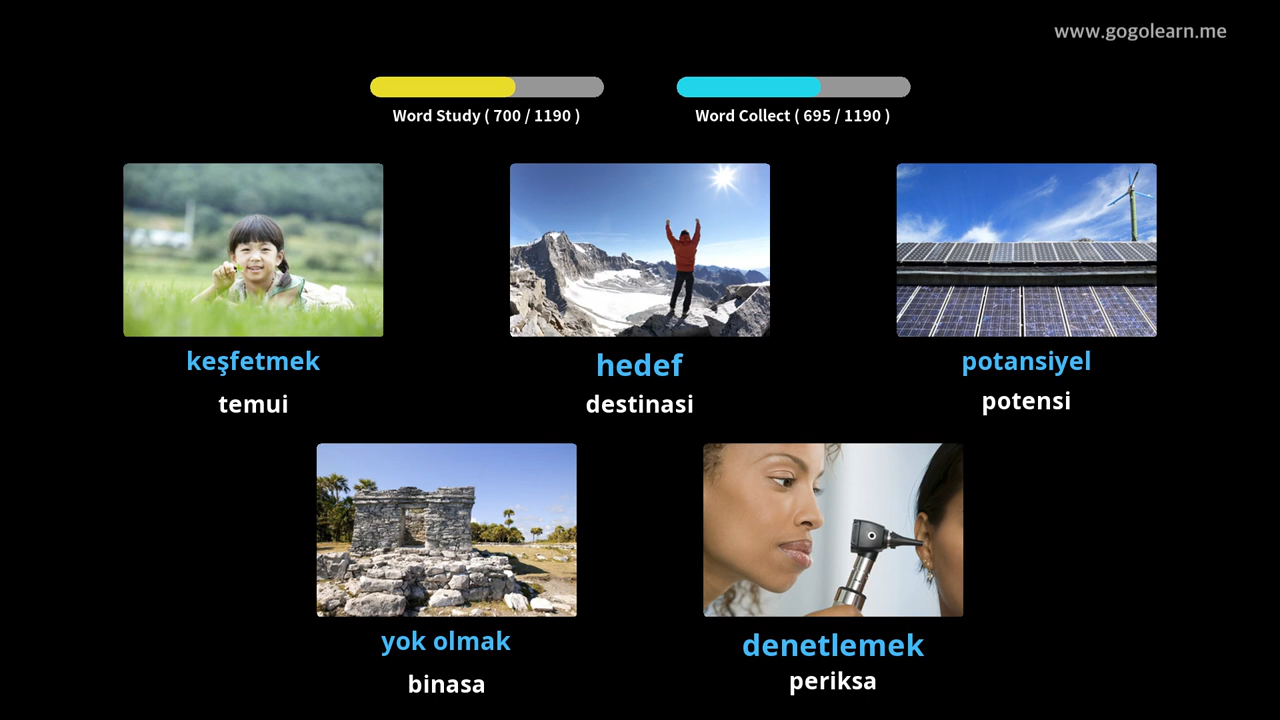 www.gogolearn.me
Word Study ( 700 / 1190 )
Word Collect ( 695 / 1190 )
keşfetmek
temui
hedef
destinasi
potansiyel
potensi
yok olmak
binasa
denetlemek
periksa